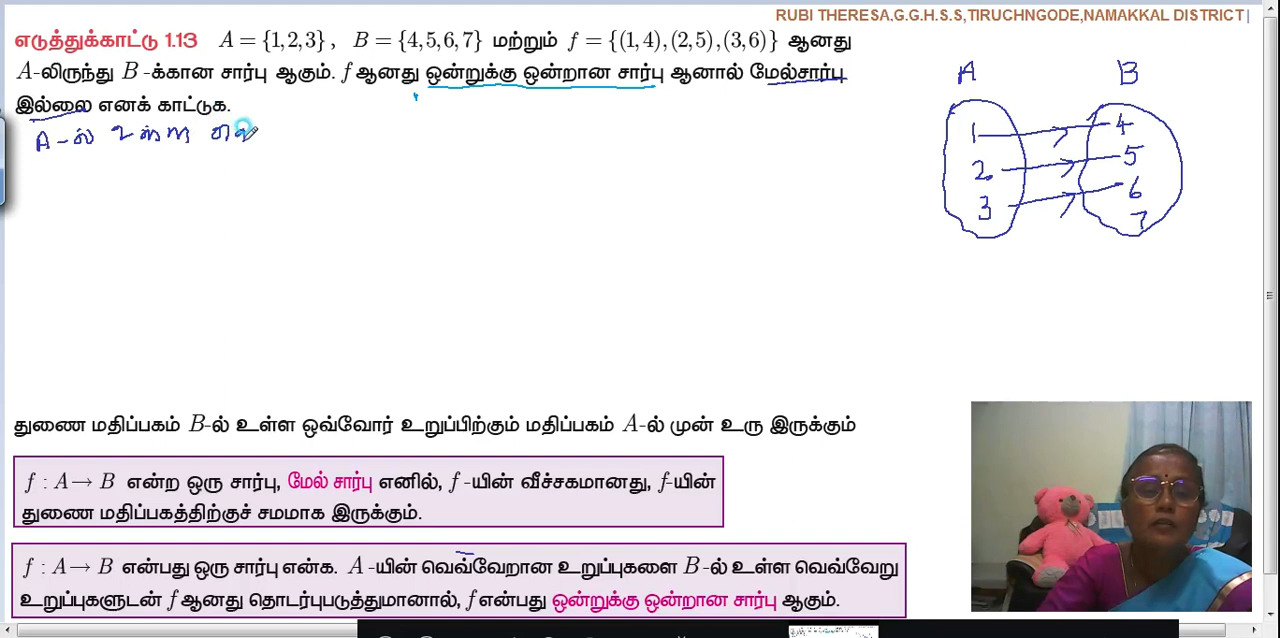 RUBI THERESA,G.G.H.S.S,TIRUCHNGODE,NAMAKKAL DISTRICT|
எடுத்துக்காட்டு 1.13 A = {1,2,3}, B = {4,5,6,7} மற்றும் f = {(1,4),(2,5),(3,6)} ஆனது
A-லிருந்து B-க்கான சார்பு ஆகும். f ஆனது ஒன்றுக்கு ஒன்றான சார்பு ஆனால் மேல்சார்பு
இல்லை எனக் காட்டுக.
A-ல் உள்ள
A B
1 4
2 5
3 6
7
துணை மதிப்பகம் B-ல் உள்ள ஒவ்வோர் உறுப்பிற்கும் மதிப்பகம் A-ல் முன் உரு இருக்கும்
f : A → B என்ற ஒரு சார்பு, மேல் சார்பு எனில், f-யின் வீச்சகமானது, f-யின்
துணை மதிப்பகத்திற்குச் சமமாக இருக்கும்.
f : A → B என்பது ஒரு சார்பு என்க. A-யின் வெவ்வேறான உறுப்புகளை B-ல் உள்ள வெவ்வேறு
உறுப்புகளுடன் f ஆனது தொடர்புபடுத்துமானால், f என்பது ஒன்றுக்கு ஒன்றான சார்பு ஆகும்.